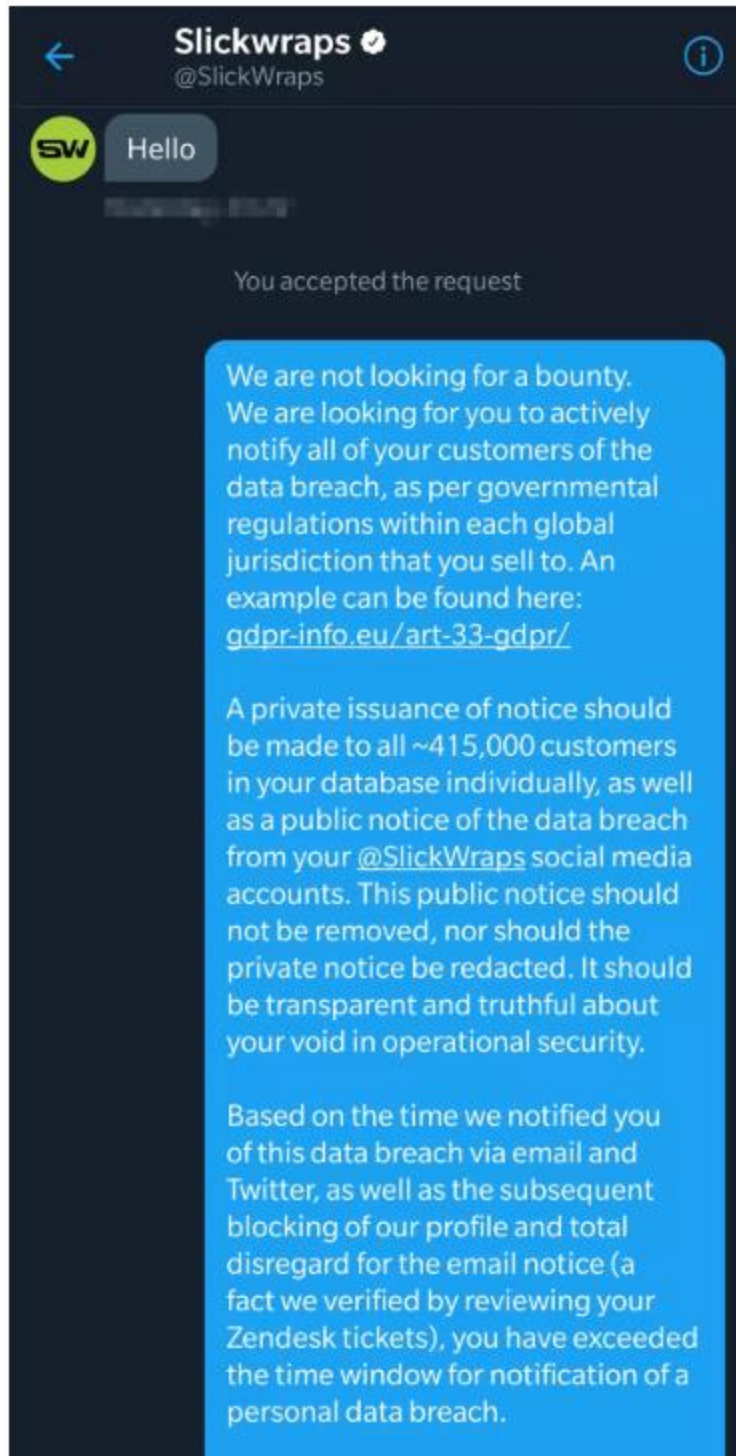 Slickwraps
@SlickWraps
SW
Hello
You accepted the request
We are not looking for a bounty.
We are looking for you to actively
notify all of your customers of the
data breach, as per governmental
regulations within each global
jurisdiction that you sell to. An
example can be found here:
gdpr-info.eu/art-33-gdpr/
A private issuance of notice should
be made to all ~415,000 customers
in your database individually, as well
as a public notice of the data breach
from your @SlickWraps social media
accounts. This public notice should
not be removed, nor should the
private notice be redacted. It should
be transparent and truthful about
your void in operational security.
Based on the time we notified you
of this data breach via email and
Twitter, as well as the subsequent
blocking of our profile and total
disregard for the email notice (a
fact we verified by reviewing your
Zendesk tickets), you have exceeded
the time window for notification of a
personal data breach.